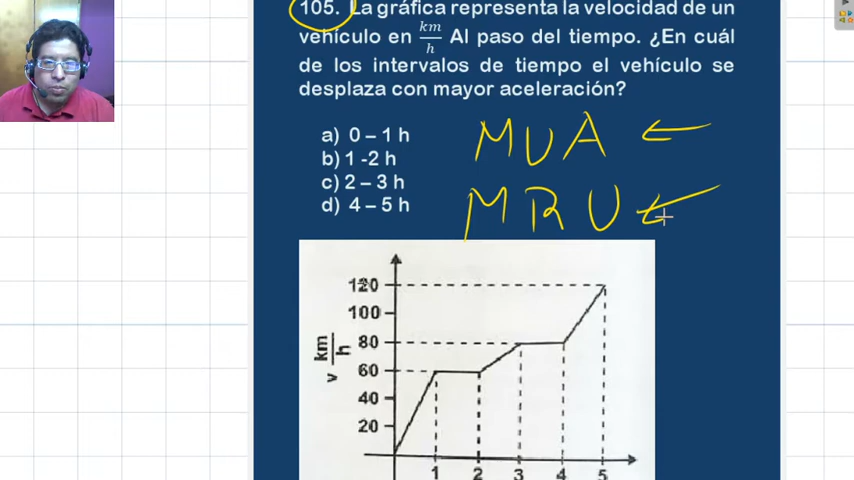 105. La gráfica representa la velocidad de un
vehículo en km/h Al paso del tiempo. ¿En cuál
de los intervalos de tiempo el vehículo se
desplaza con mayor aceleración?
a) 0 – 1 h
b) 1 -2 h
c) 2 – 3 h
d) 4 – 5 h
MUA
MRU
120
100
80
60
40
20
v km/h
1 2 3 4 5